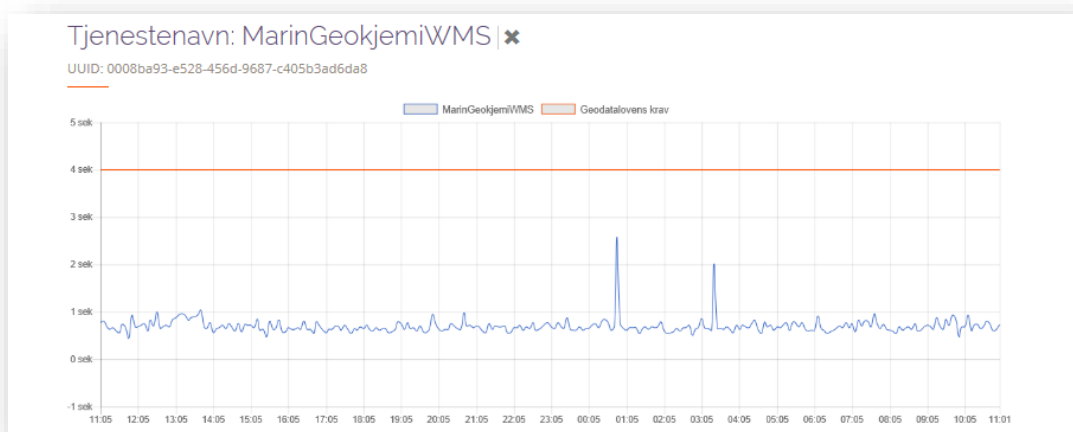 Tjenestenavn: MarinGeokjemiWMS | ✖
UUID: 0008ba93-e528-456d-9687-c405b3ad6da8
MarinGeokjemiWMS Geodatalovens krav
5 sek
4 sek
3 sek
2 sek
1 sek
0 sek
-1 sek
11:05 12:05 13:05 14:05 15:05 16:05 17:05 18:05 19:05 20:05 21:05 22:05 23:05 00:05 01:05 02:05 03:05 04:05 05:05 06:05 07:05 08:05 09:05 10:05 11:01